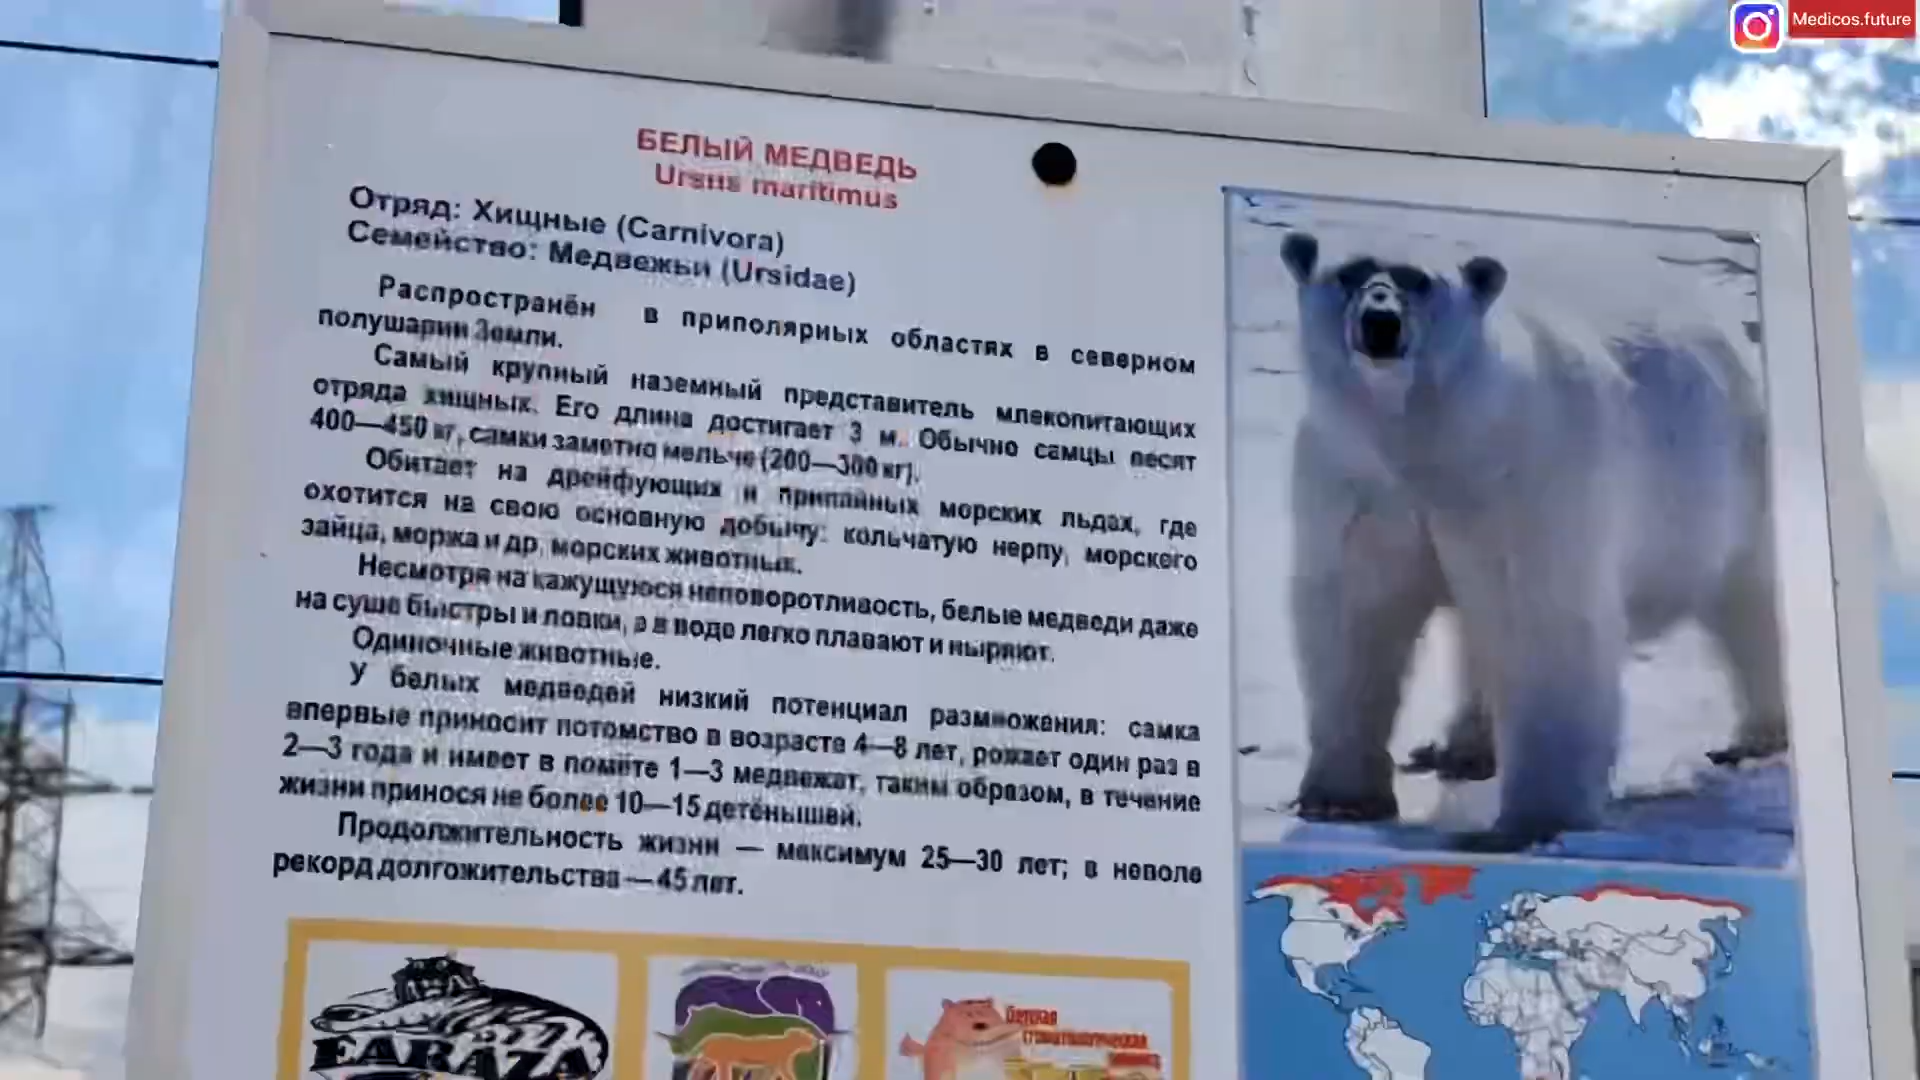 Medicos.future
БЕЛЫЙ МЕДВЕДЬ
Ursus maritimus
Отряд: Хищные (Carnivora)
Семейство: Медвежьи (Ursidae)
Распространён в приполярных областях в северном
полушарии Земли.
Самый крупный наземный представитель млекопитающих
отряда хищных. Его длина достигает 3 м. Обычно самцы весят
400—450 кг, самки заметно мельче (200—300 кг).
Обитает на дрейфующих и припайных морских льдах, где
охотится на свою основную добычу: кольчатую нерпу, морского
зайца, моржа и др. морских животных.
Несмотря на кажущуюся неповоротливость, белые медведи даже
на суше быстры и ловки, а в воде легко плавают и ныряют.
Одиночные животные.
У белых медведей низкий потенциал размножения: самка
впервые приносит потомство в возрасте 4—8 лет, рожает один раз в
2—3 года и имеет в помёте 1—3 медвежат, таким образом, в течение
жизни принося не более 10—15 детёнышей.
Продолжительность жизни — максимум 25—30 лет; в неволе
рекорд долгожительства — 45 лет.
Детская
стоматологическая